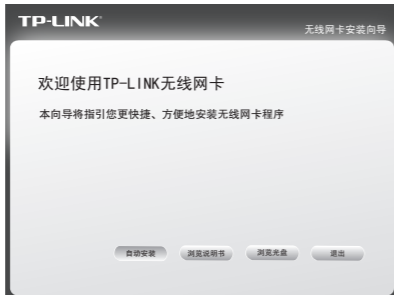 TP-LINK
无线网卡安装向导
欢迎使用TP-LINK无线网卡
本向导将指引您更快捷、方便地安装无线网卡程序
自动安装 浏览说明书 浏览光盘 退出